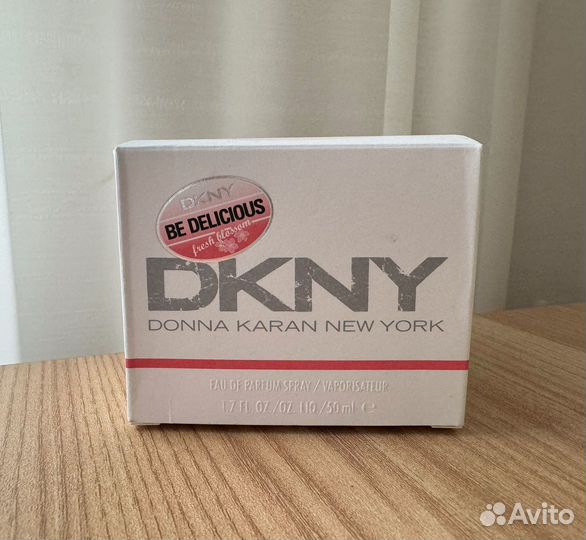 DKNY
BE DELICIOUS
fresh blossom
DKNY
DONNA KARAN NEW YORK
EAU DE PARFUM SPRAY / VAPORISATEUR
1.7 FL. OZ./OZ. LIQ./50 ml ℮
Avito